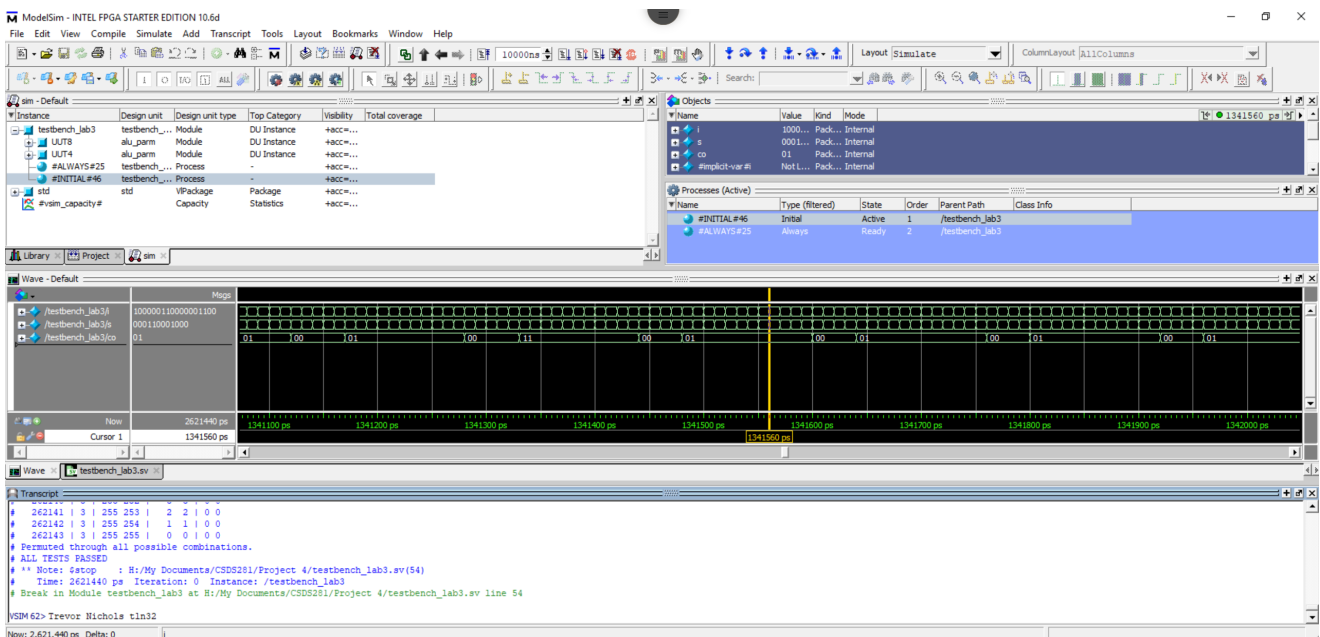 ModelSim - INTEL FPGA STARTER EDITION 10.6d
File Edit View Compile Simulate Add Transcript Tools Layout Bookmarks Window Help
10000ns Layout Simulate ColumnLayout AllColumns
Search:
sim - Default
Instance Design unit Design unit type Top Category Visibility Total coverage
testbench_lab3 testbench_... Module DU Instance +acc=...
UUT8 alu_parm Module DU Instance +acc=...
UUT4 alu_parm Module DU Instance +acc=...
#ALWAYS#25 testbench_... Process - +acc=...
#INITIAL#46 testbench_... Process - +acc=...
std std VIPackage Package +acc=...
#vsim_capacity# Capacity Statistics +acc=...
Library Project sim
Objects
Name Value Kind Mode 1341560 ps
i 1000... Pack... Internal
s 0001... Pack... Internal
co 01 Pack... Internal
#implicit-var#i Not L... Pack... Internal
Processes (Active)
Name Type (filtered) State Order Parent Path Class Info
#INITIAL#46 Initial Active 1 /testbench_lab3
#ALWAYS#25 Always Ready 2 /testbench_lab3
Wave - Default
Msgs
/testbench_lab3/i 100000110000001100
/testbench_lab3/s 000110001000
/testbench_lab3/co 01 01 00 01 00 11 00 01 00 01 00 01 00 01
Now 2621440 ps 1341100 ps 1341200 ps 1341300 ps 1341400 ps 1341500 ps 1341600 ps 1341700 ps 1341800 ps 1341900 ps 1342000 ps
Cursor 1 1341560 ps 1341560 ps
Wave testbench_lab3.sv
Transcript
# 262141 | 3 | 255 253 | 2 2 | 0 0
# 262142 | 3 | 255 254 | 1 1 | 0 0
# 262143 | 3 | 255 255 | 0 0 | 0 0
# Permuted through all possible combinations.
# ALL TESTS PASSED
# ** Note: $stop : H:/My Documents/CSDS281/Project 4/testbench_lab3.sv(54)
# Time: 2621440 ps Iteration: 0 Instance: /testbench_lab3
# Break in Module testbench_lab3 at H:/My Documents/CSDS281/Project 4/testbench_lab3.sv line 54
VSIM 62> Trevor Nichols tln32
Now: 2,621,440 ps Delta: 0